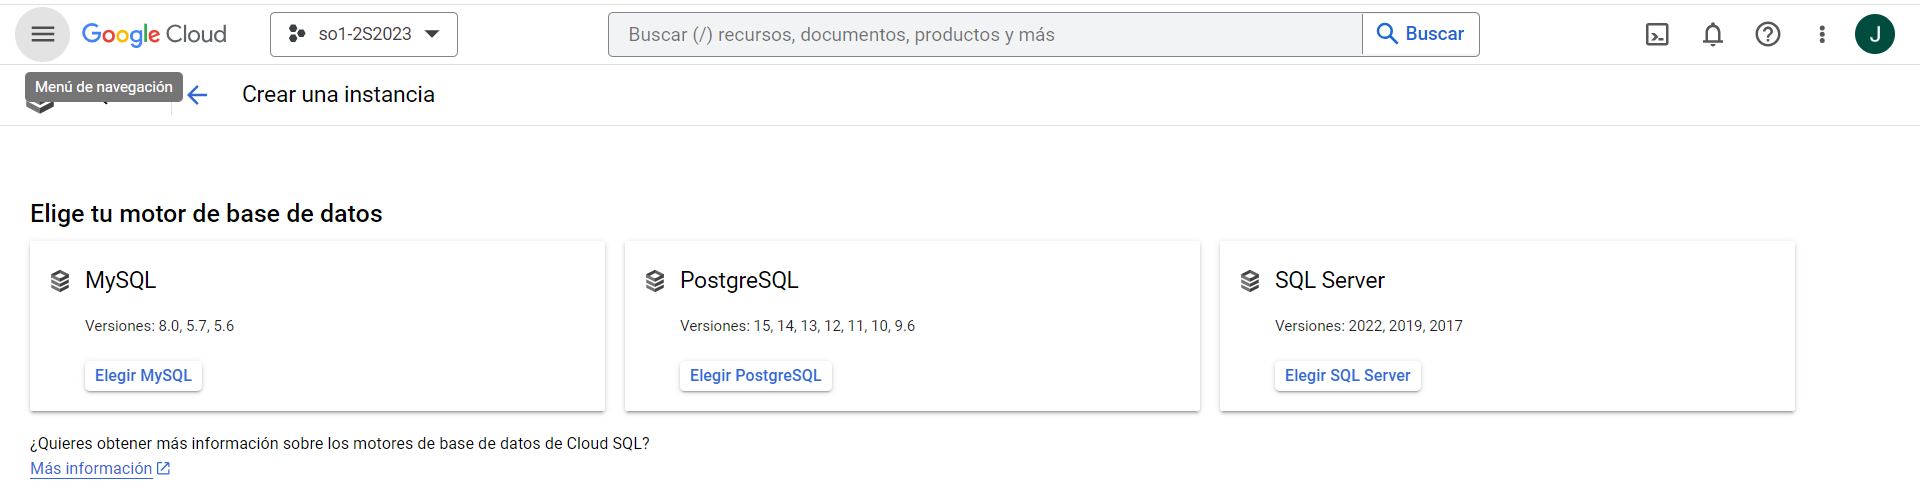 Google Cloud
so1-2S2023
Buscar (/) recursos, documentos, productos y más
Buscar
J
Menú de navegación
Crear una instancia
Elige tu motor de base de datos
MySQL
Versiones: 8.0, 5.7, 5.6
Elegir MySQL
PostgreSQL
Versiones: 15, 14, 13, 12, 11, 10, 9.6
Elegir PostgreSQL
SQL Server
Versiones: 2022, 2019, 2017
Elegir SQL Server
¿Quieres obtener más información sobre los motores de base de datos de Cloud SQL?
Más información